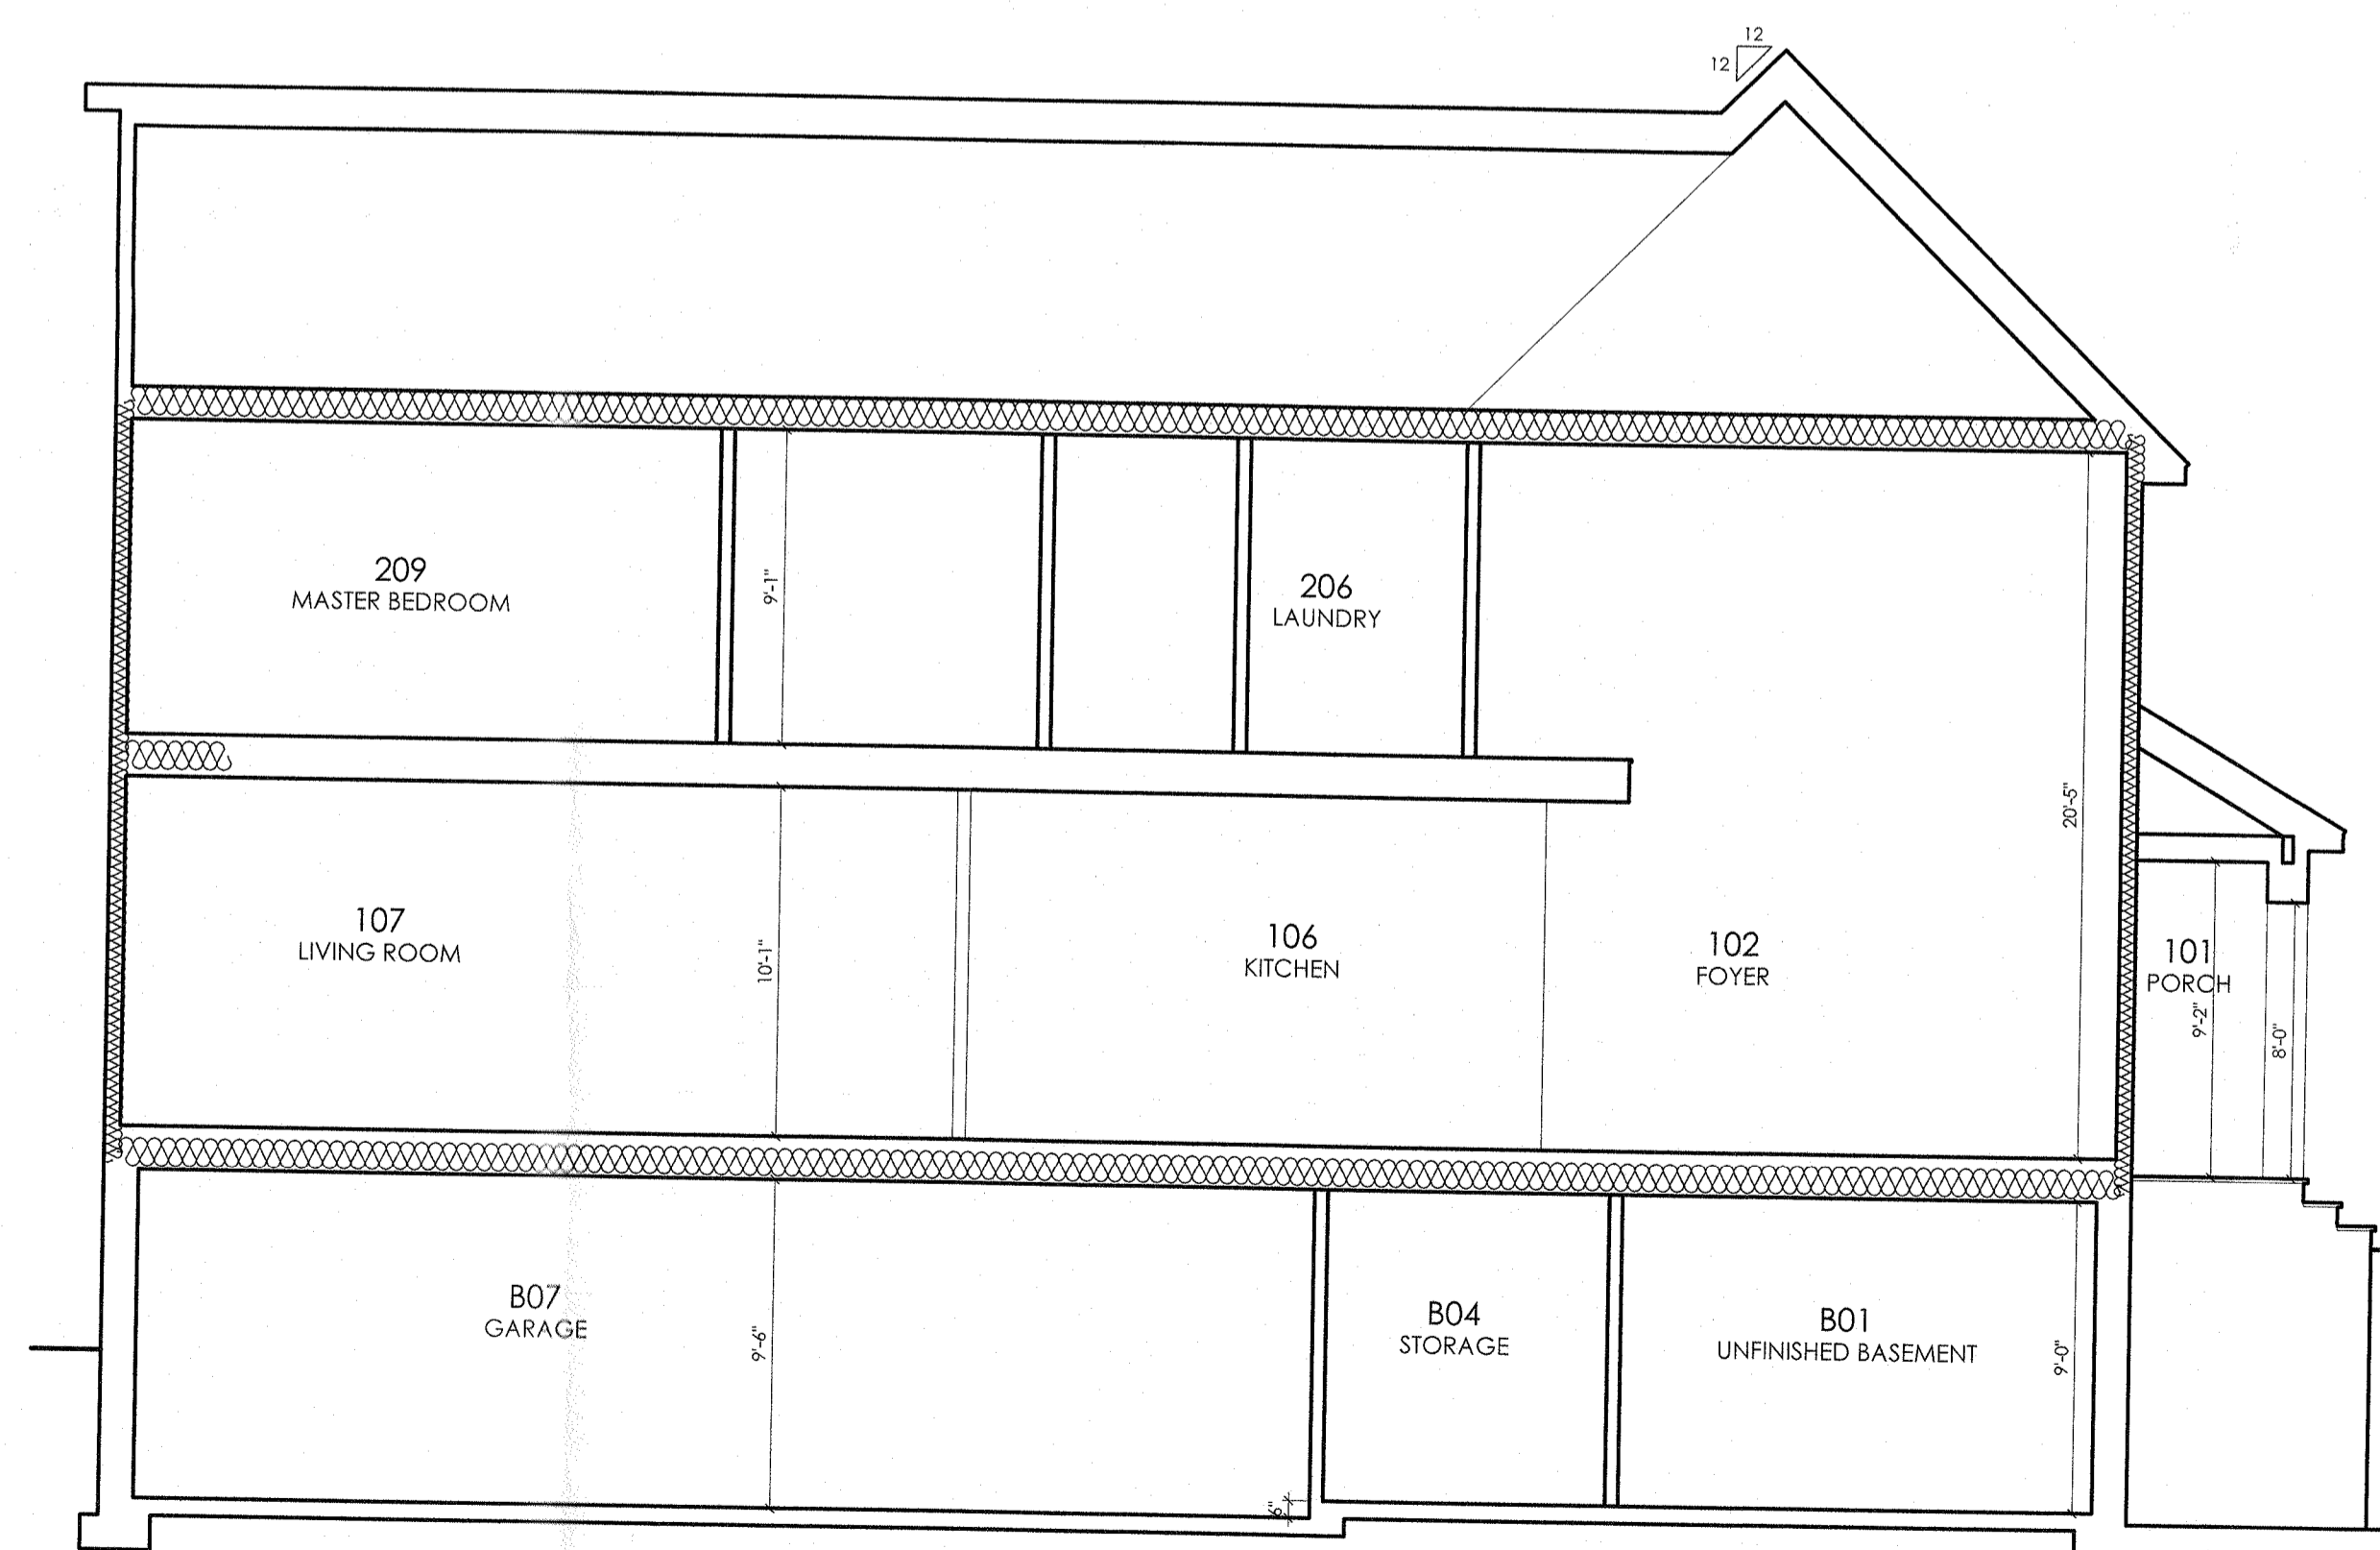 12
12
209
MASTER BEDROOM
9'-1"
206
LAUNDRY
20'-5"
107
LIVING ROOM
10'-1"
106
KITCHEN
102
FOYER
101
PORCH
9'-2"
8'-0"
B07
GARAGE
9'-6"
B04
STORAGE
B01
UNFINISHED BASEMENT
9'-0"
6"